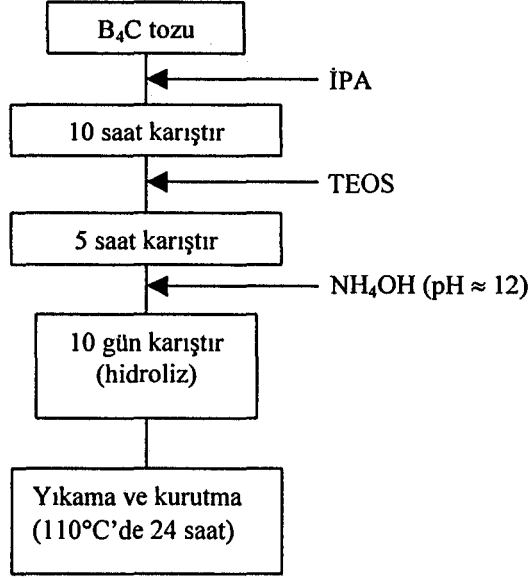 B₄C tozu
İPA
10 saat karıştır
TEOS
5 saat karıştır
NH₄OH (pH ≈ 12)
10 gün karıştır
(hidroliz)
Yıkama ve kurutma
(110°C’de 24 saat)